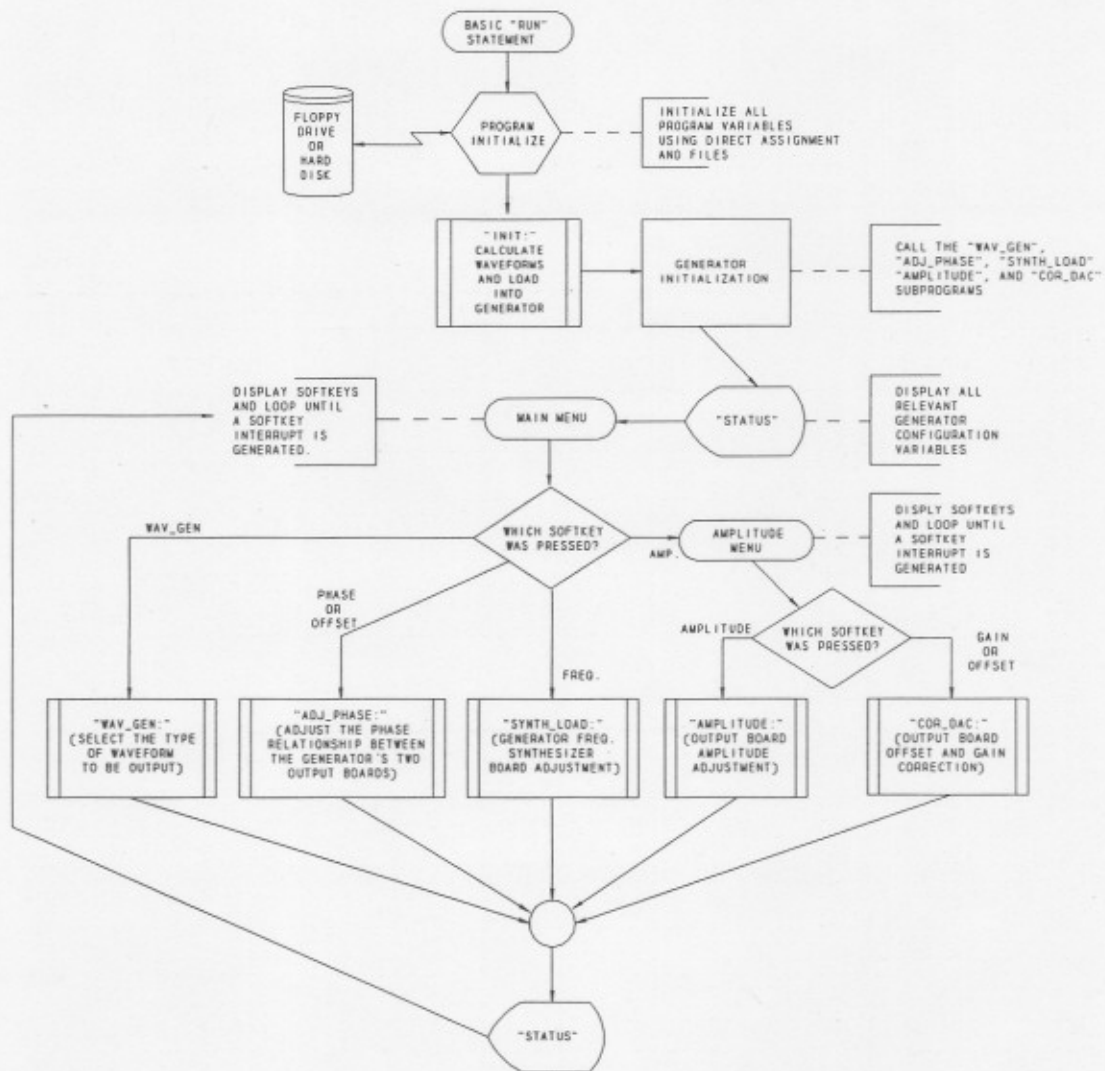 BASIC "RUN"
STATEMENT
FLOPPY
DRIVE
OR
HARD
DISK
PROGRAM
INITIALIZE
INITIALIZE ALL
PROGRAM VARIABLES
USING DIRECT ASSIGNMENT
AND FILES
"INIT:"
CALCULATE
WAVEFORMS
AND LOAD
INTO
GENERATOR
GENERATOR
INITIALIZATION
CALL THE "WAV_GEN",
"ADJ_PHASE", "SYNTH_LOAD"
"AMPLITUDE", AND "COR_DAC"
SUBPROGRAMS
DISPLAY SOFTKEYS
AND LOOP UNTIL
A SOFTKEY
INTERRUPT IS
GENERATED.
MAIN MENU
"STATUS"
DISPLAY ALL
RELEVANT
GENERATOR
CONFIGURATION
VARIABLES
WAV_GEN
WHICH SOFTKEY
WAS PRESSED?
AMP.
AMPLITUDE
MENU
DISPLY SOFTKEYS
AND LOOP UNTIL
A SOFTKEY
INTERRUPT IS
GENERATED
PHASE
OR
OFFSET
FREQ.
AMPLITUDE
WHICH SOFTKEY
WAS PRESSED?
GAIN
OR
OFFSET
"WAV_GEN:"
(SELECT THE TYPE
OF WAVEFORM
TO BE OUTPUT)
"ADJ_PHASE:"
(ADJUST THE PHASE
RELATIONSHIP BETWEEN
THE GENERATOR'S TWO
OUTPUT BOARDS)
"SYNTH_LOAD:"
(GENERATOR FREQ.
SYNTHESIZER
BOARD ADJUSTMENT)
"AMPLITUDE:"
(OUTPUT BOARD
AMPLITUDE
ADJUSTMENT)
"COR_DAC:"
(OUTPUT BOARD
OFFSET AND GAIN
CORRECTION)
"STATUS"